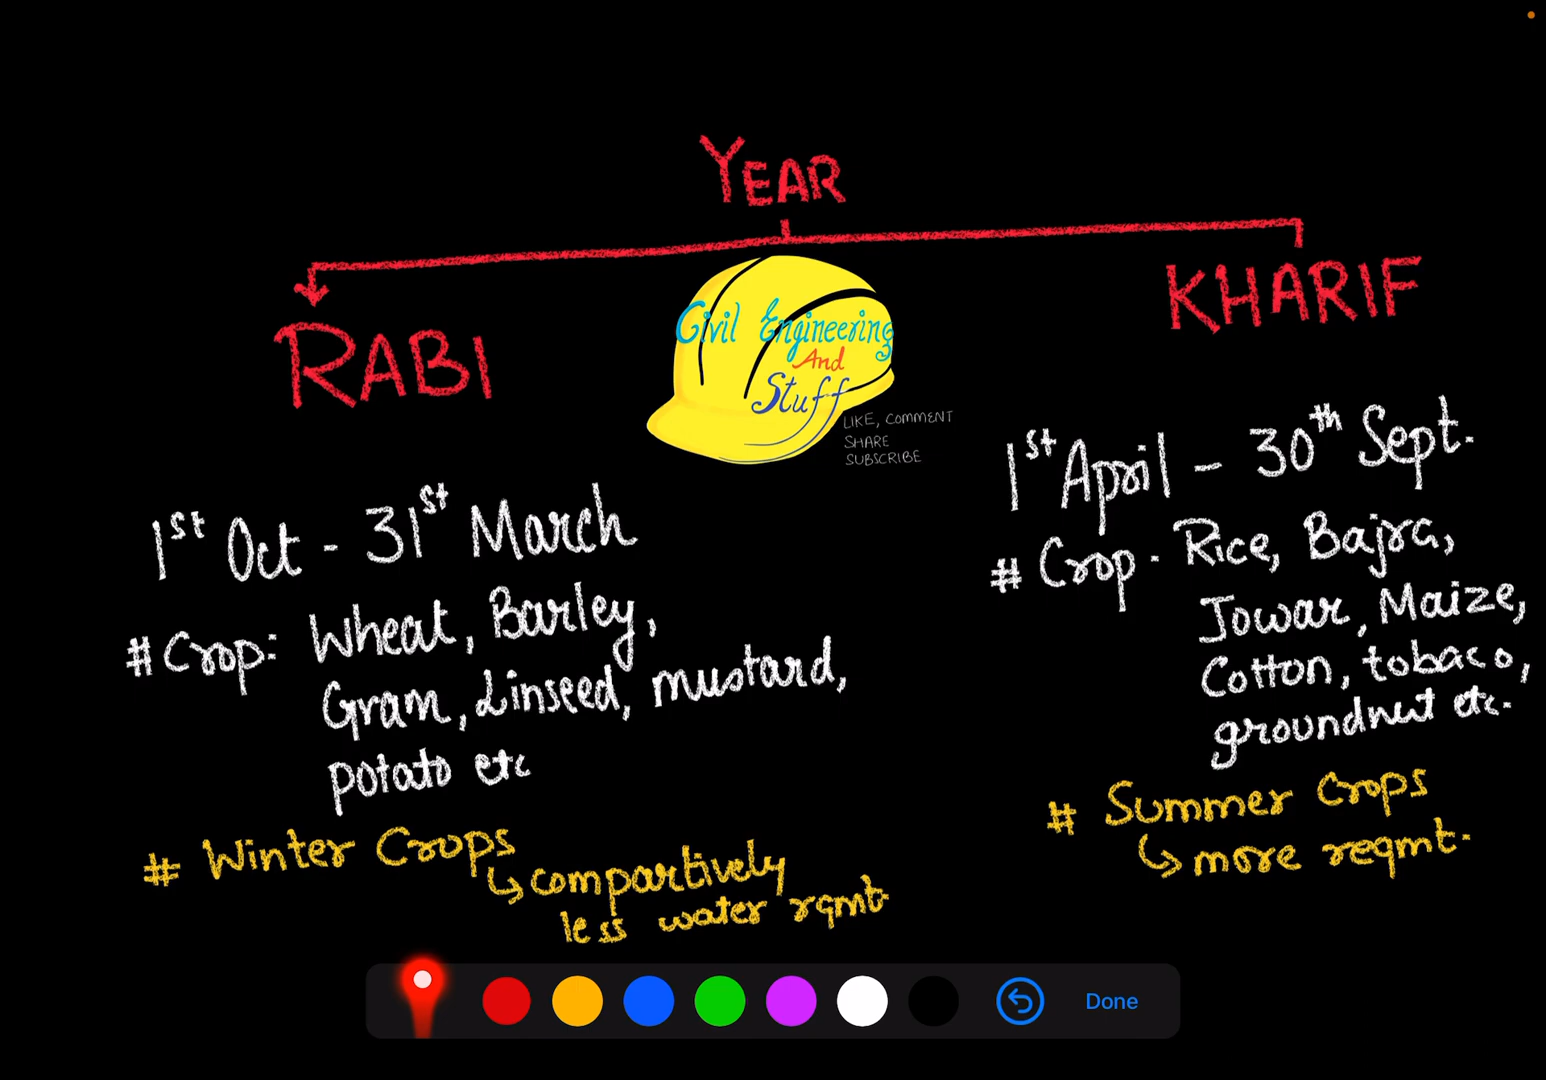 YEAR
RABI
KHARIF
Civil Engineering
And
Stuff
LIKE, COMMENT
SHARE
SUBSCRIBE
1st Oct - 31st March
# Crop: Wheat, Barley,
Gram, Linseed, mustard,
potato etc
# Winter Crops
↳ compartively
less water rqmt
1st April - 30th Sept.
# Crop - Rice, Bajra,
Jowar, Maize,
Cotton, tobaco,
groundnut etc.
# Summer Crops
↳ more reqmt.
Done